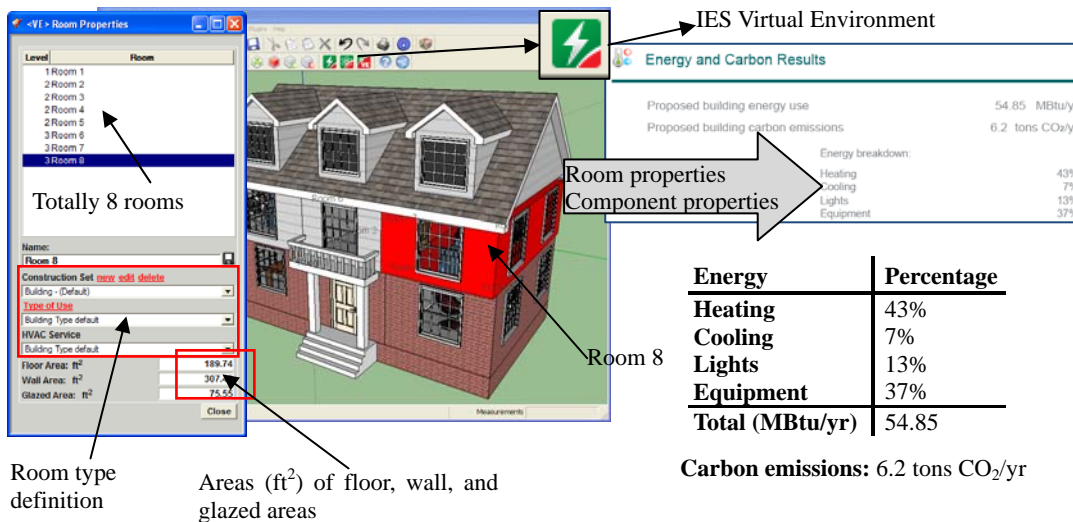 <VE> Room Properties
Level Room
1 Room 1
2 Room 2
2 Room 3
2 Room 4
2 Room 5
3 Room 6
3 Room 7
3 Room 8
Totally 8 rooms
Name:
Room 8
Construction Set new edit delete
Building - (Default)
Type of Use
Building Type default
HVAC Service
Building Type default
Floor Area: ft² 189.74
Wall Area: ft² 307.
Glazed Area: ft² 75.55
Close
Room type
definition
Areas (ft²) of floor, wall, and
glazed areas
Plugins Help
Room 6
Measurements
Room 8
IES Virtual Environment
Energy and Carbon Results
Proposed building energy use 54.85 MBtu/y
Proposed building carbon emissions 6.2 tons CO₂/y
Energy breakdown:
Heating 43%
Cooling 7%
Lights 13%
Equipment 37%
Room properties
Component properties
Energy Percentage
Heating 43%
Cooling 7%
Lights 13%
Equipment 37%
Total (MBtu/yr) 54.85
Carbon emissions: 6.2 tons CO₂/yr